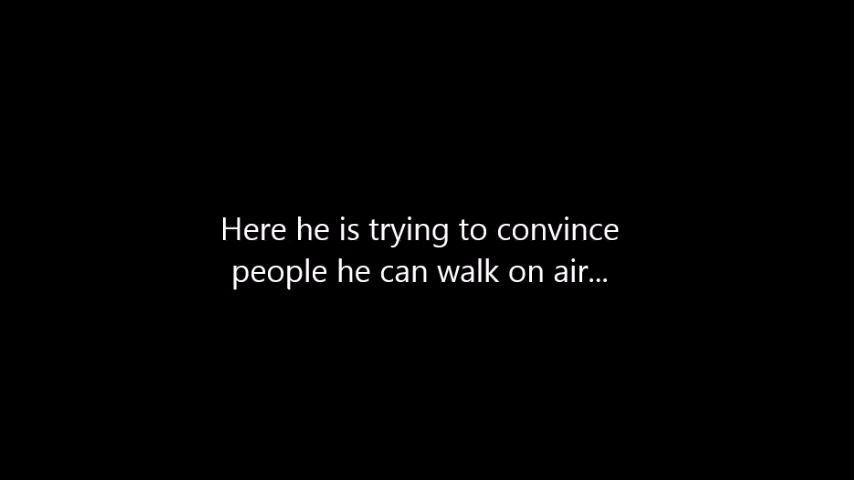 Here he is trying to convince
people he can walk on air...